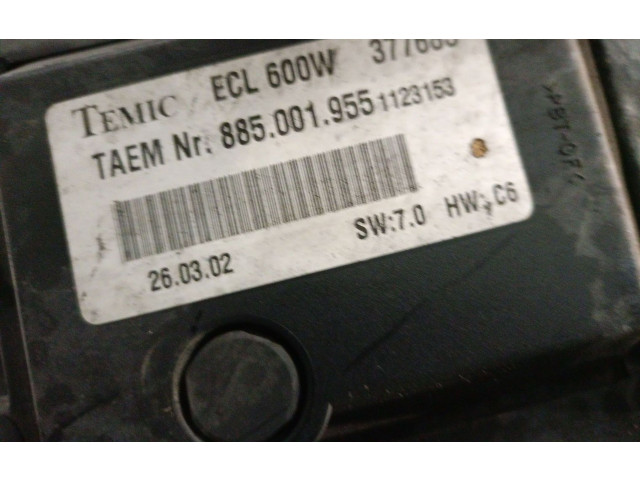 TEMIC ECL 600W
TAEM Nr. 885.001.955 1123153
26.03.02 SW:7.0 HW: C6